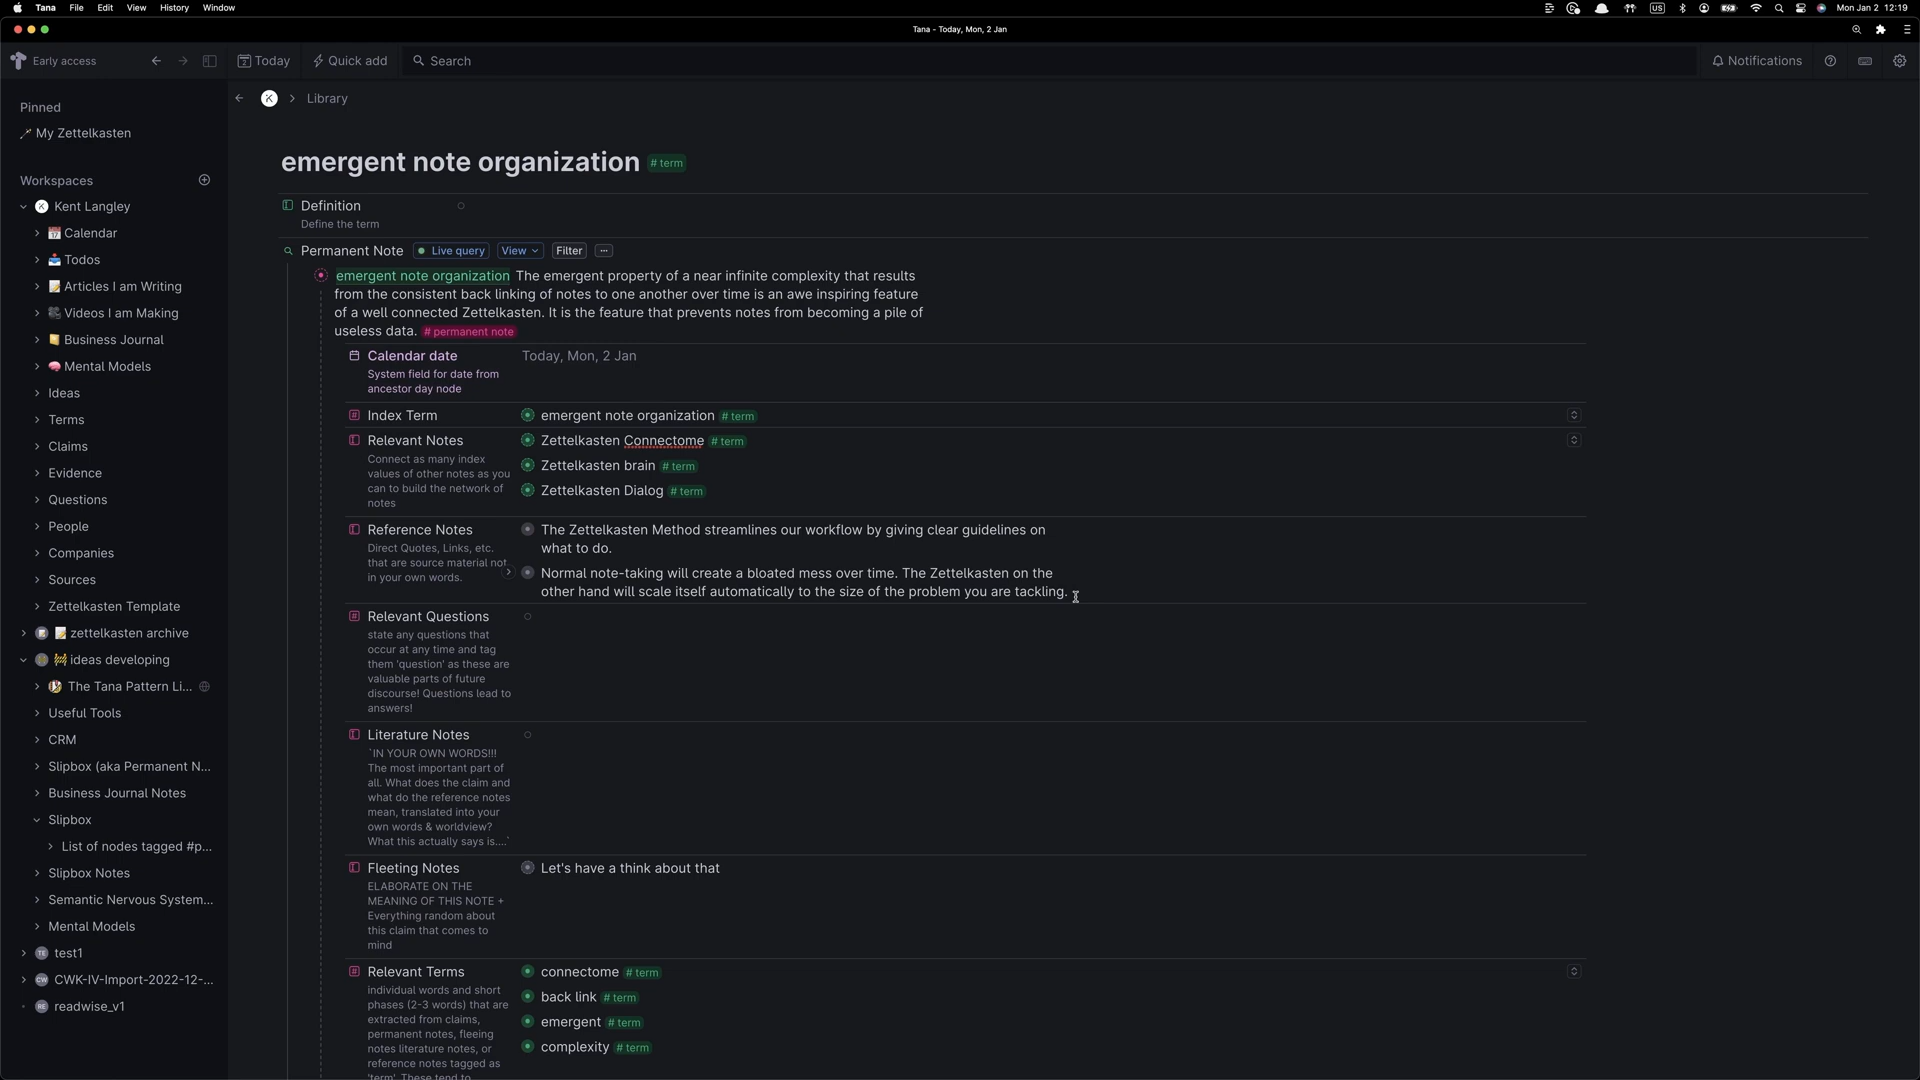 Tana File Edit View History Window
US
Mon Jan 2 12:19
Tana - Today, Mon, 2 Jan
Early access
Today
Quick add
Search
Notifications
Pinned
My Zettelkasten
Workspaces
Kent Langley
Calendar
Todos
Articles I am Writing
Videos I am Making
Business Journal
Mental Models
Ideas
Terms
Claims
Evidence
Questions
People
Companies
Sources
Zettelkasten Template
zettelkasten archive
ideas developing
The Tana Pattern Li...
Useful Tools
CRM
Slipbox (aka Permanent N...
Business Journal Notes
Slipbox
List of nodes tagged #p...
Slipbox Notes
Semantic Nervous System...
Mental Models
TE test1
CW CWK-IV-Import-2022-12-...
RE readwise_v1
Library
emergent note organization # term
Definition
Define the term
Permanent Note Live query View Filter ...
emergent note organization The emergent property of a near infinite complexity that results
from the consistent back linking of notes to one another over time is an awe inspiring feature
of a well connected Zettelkasten. It is the feature that prevents notes from becoming a pile of
useless data. # permanent note
Calendar date
System field for date from
ancestor day node
Today, Mon, 2 Jan
Index Term
emergent note organization # term
Relevant Notes
Connect as many index
values of other notes as you
can to build the network of
notes
Zettelkasten Connectome # term
Zettelkasten brain # term
Zettelkasten Dialog # term
Reference Notes
Direct Quotes, Links, etc.
that are source material not
in your own words.
The Zettelkasten Method streamlines our workflow by giving clear guidelines on
what to do.
Normal note-taking will create a bloated mess over time. The Zettelkasten on the
other hand will scale itself automatically to the size of the problem you are tackling.
Relevant Questions
state any questions that
occur at any time and tag
them 'question' as these are
valuable parts of future
discourse! Questions lead to
answers!
Literature Notes
`IN YOUR OWN WORDS!!!
The most important part of
all. What does the claim and
what do the reference notes
mean, translated into your
own words & worldview?
What this actually says is....`
Fleeting Notes
ELABORATE ON THE
MEANING OF THIS NOTE +
Everything random about
this claim that comes to
mind
Let's have a think about that
Relevant Terms
individual words and short
phases (2-3 words) that are
extracted from claims,
permanent notes, fleeing
notes literature notes, or
reference notes tagged as
'term'. These tend to
connectome # term
back link # term
emergent # term
complexity # term